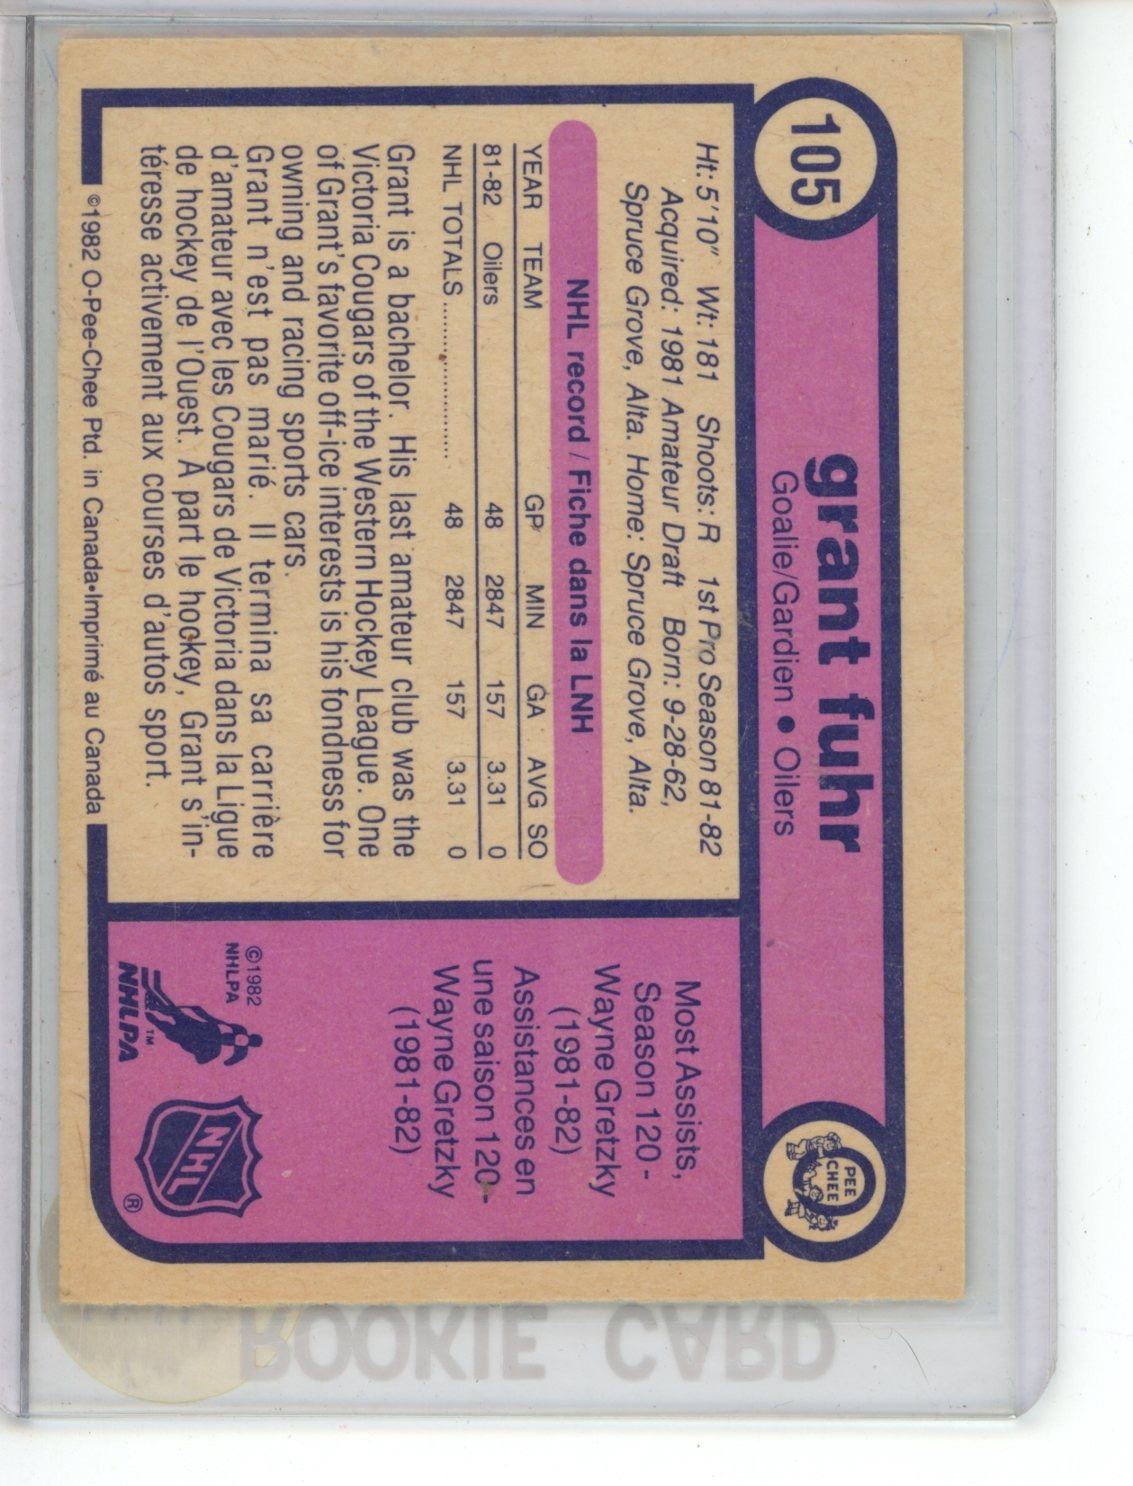 105
grant fuhr
Goalie/Gardien • Oilers
PEE
CHEE
Ht: 5'10" Wt: 181 Shoots: R 1st Pro Season 81-82
Acquired: 1981 Amateur Draft Born: 9-28-62,
Spruce Grove, Alta. Home: Spruce Grove, Alta.
NHL record / Fiche dans la LNH
YEAR TEAM GP MIN GA AVG SO
81-82 Oilers 48 2847 157 3.31 0
NHL TOTALS .................. 48 2847 157 3.31 0
Grant is a bachelor. His last amateur club was the
Victoria Cougars of the Western Hockey League. One
of Grant's favorite off-ice interests is his fondness for
owning and racing sports cars.
Grant n'est pas marié. Il termina sa carrière
d'amateur avec les Cougars de Victoria dans la Ligue
de hockey de l'Ouest. À part le hockey, Grant s'in-
téresse activement aux courses d'autos sport.
©1982 O-Pee-Chee Ptd. in Canada•Imprimé au Canada
Most Assists,
Season 120 -
Wayne Gretzky
(1981-82)
Assistances en
une saison 120 -
Wayne Gretzky
(1981-82)
©1982
NHLPA
TM
NHLPA
NHL
®
ROOKIE CARD